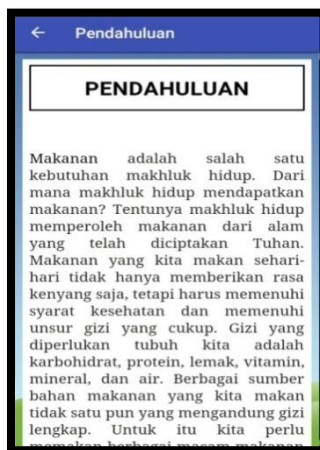 Pendahuluan
PENDAHULUAN
Makanan adalah salah satu
kebutuhan makhluk hidup. Dari
mana makhluk hidup mendapatkan
makanan? Tentunya makhluk hidup
memperoleh makanan dari alam
yang telah diciptakan Tuhan.
Makanan yang kita makan sehari-
hari tidak hanya memberikan rasa
kenyang saja, tetapi harus memenuhi
syarat kesehatan dan memenuhi
unsur gizi yang cukup. Gizi yang
diperlukan tubuh kita adalah
karbohidrat, protein, lemak, vitamin,
mineral, dan air. Berbagai sumber
bahan makanan yang kita makan
tidak satu pun yang mengandung gizi
lengkap. Untuk itu kita perlu
memakan berbagai macam makanan